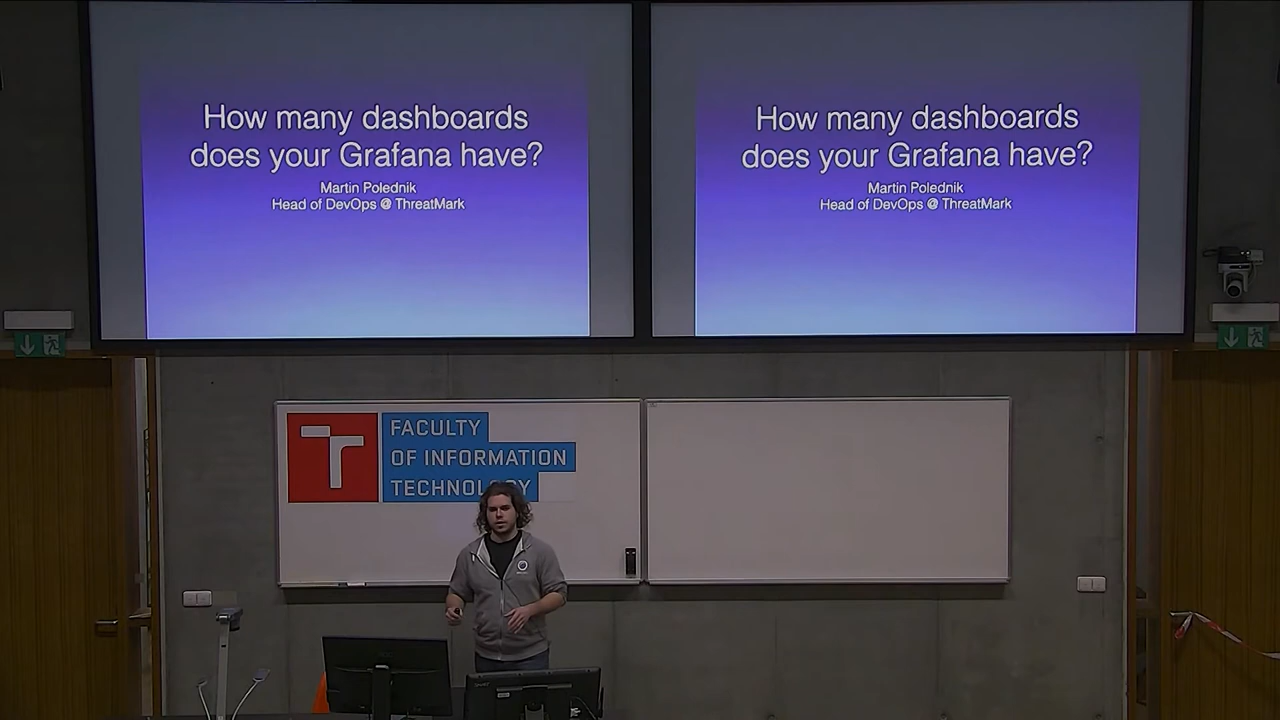 How many dashboards
does your Grafana have?
Martin Polednik
Head of DevOps @ ThreatMark
How many dashboards
does your Grafana have?
Martin Polednik
Head of DevOps @ ThreatMark
FACULTY
OF INFORMATION
TECHNOLOGY